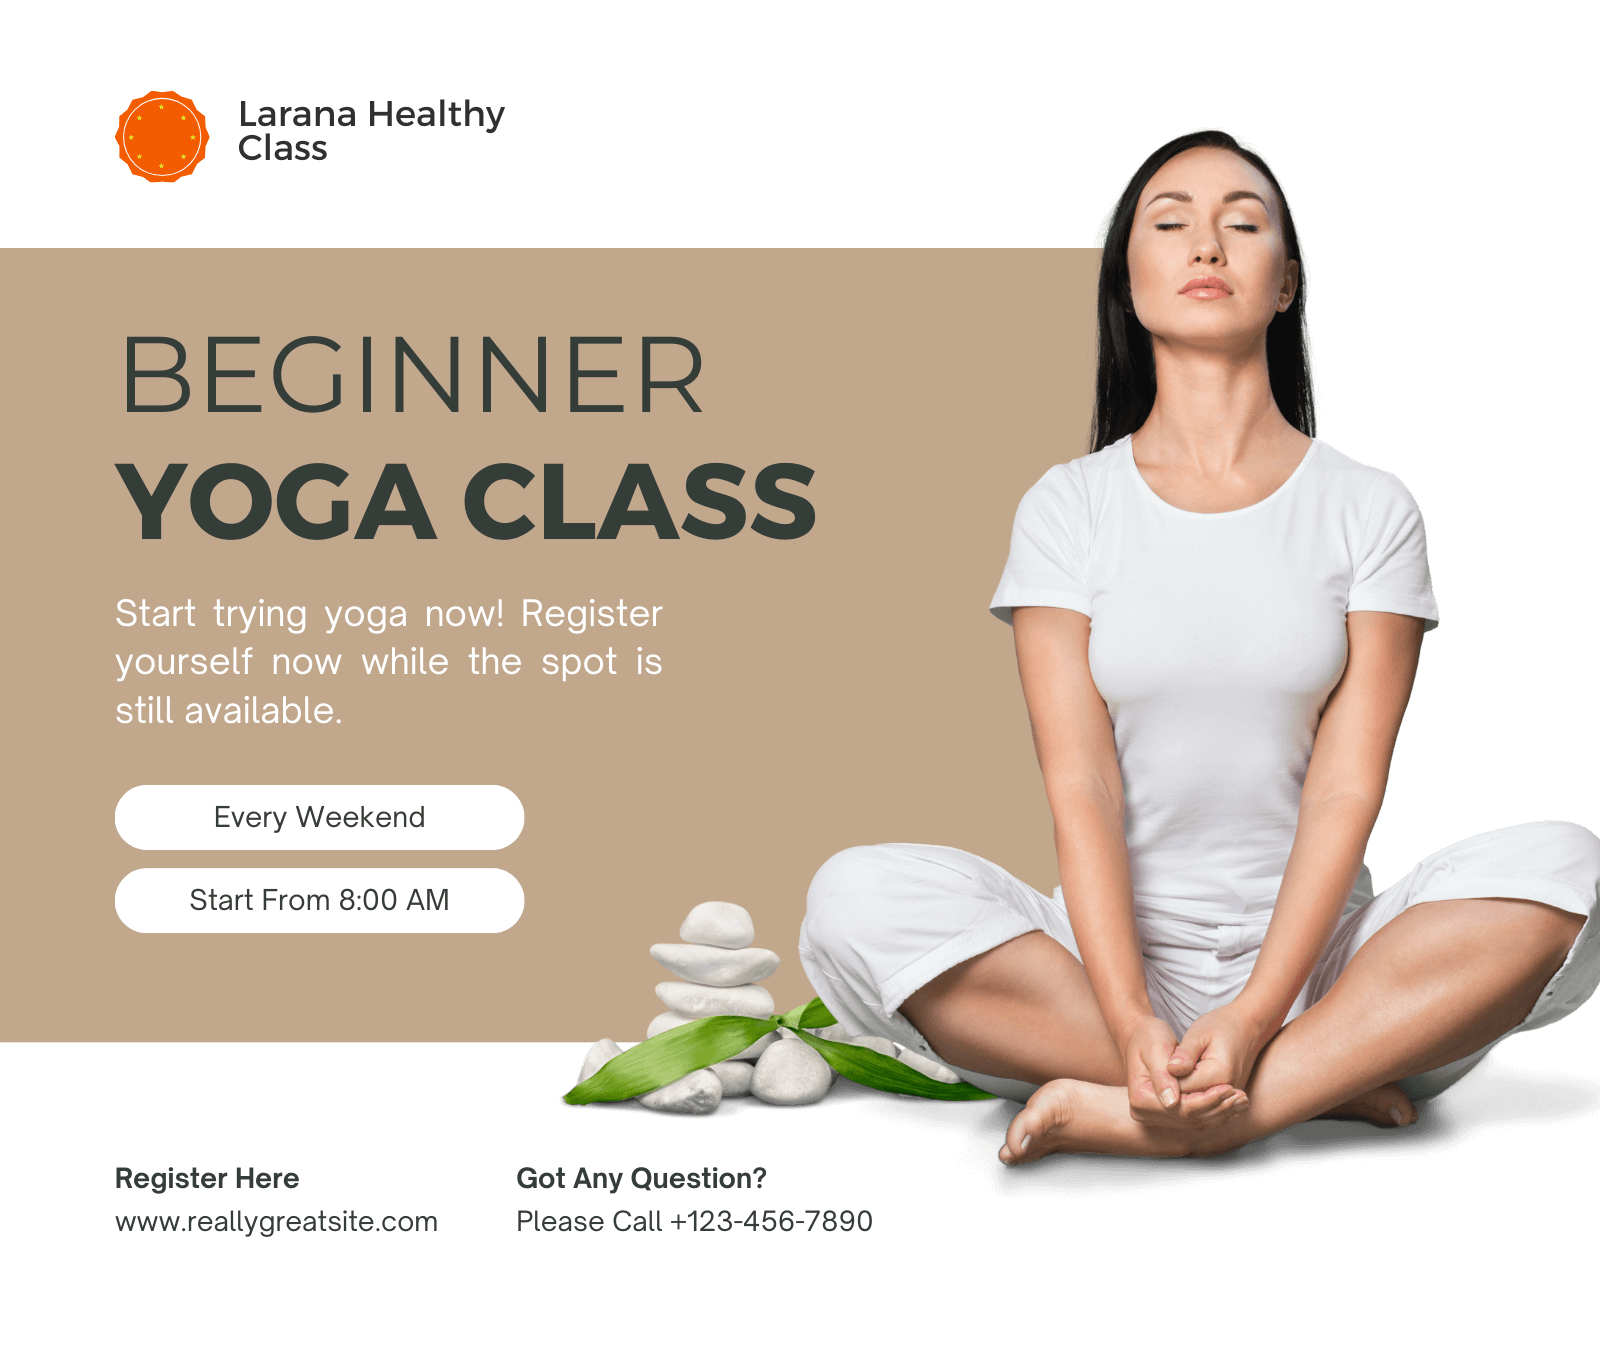 Larana Healthy
Class
BEGINNER
YOGA CLASS
Start trying yoga now! Register
yourself now while the spot is
still available.
Every Weekend
Start From 8:00 AM
Register Here
www.reallygreatsite.com
Got Any Question?
Please Call +123-456-7890